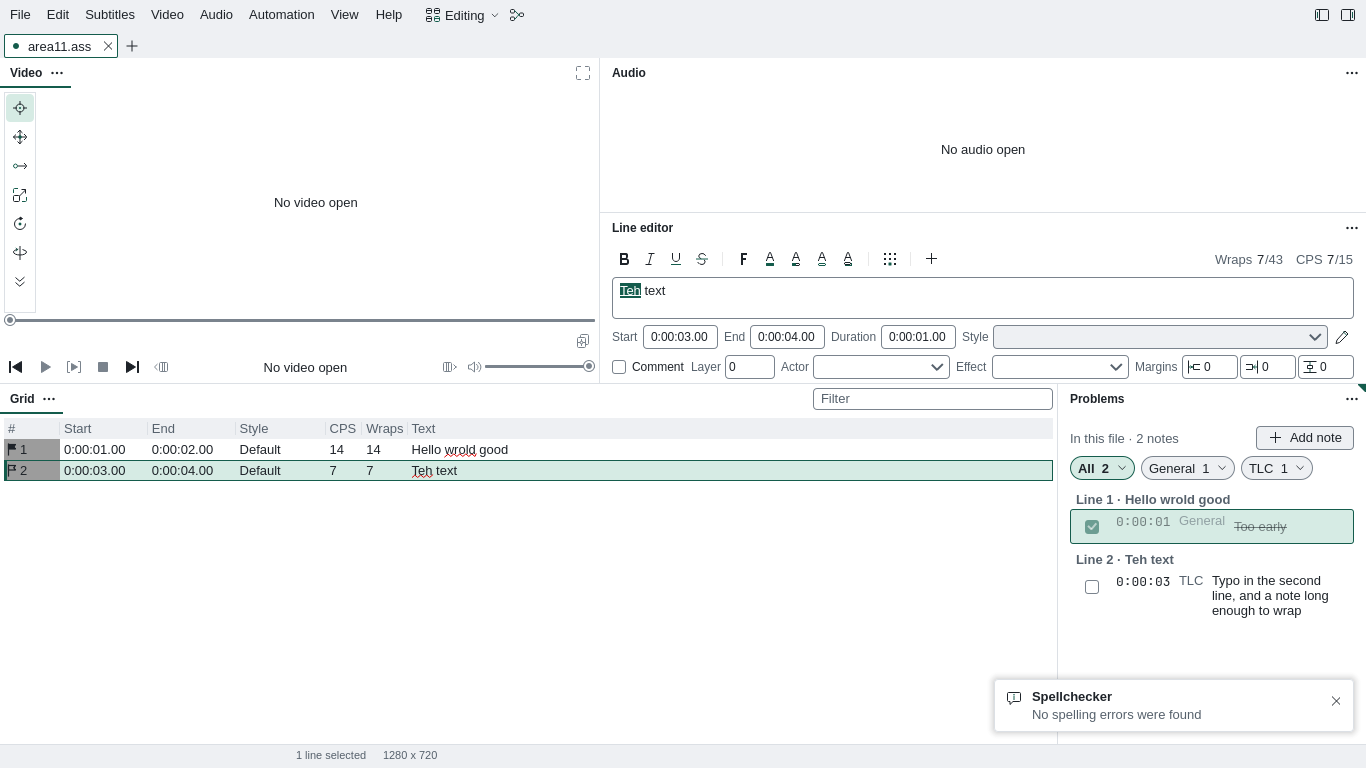 File Edit Subtitles Video Audio Automation View Help Editing
area11.ass
Video
No video open
No video open
Audio
No audio open
Line editor
B I U S F A A A A Wraps 7/43 CPS 7/15
Teh text
Start 0:00:03.00 End 0:00:04.00 Duration 0:00:01.00 Style
Comment Layer 0 Actor Effect Margins 0 0 0
Grid
Filter
# Start End Style CPS Wraps Text
1 0:00:01.00 0:00:02.00 Default 14 14 Hello wrold good
2 0:00:03.00 0:00:04.00 Default 7 7 Teh text
Problems
In this file · 2 notes
Add note
All 2 General 1 TLC 1
Line 1 · Hello wrold good
0:00:01 General Too early
Line 2 · Teh text
0:00:03 TLC Typo in the second
line, and a note long
enough to wrap
Spellchecker
No spelling errors were found
1 line selected 1280 x 720